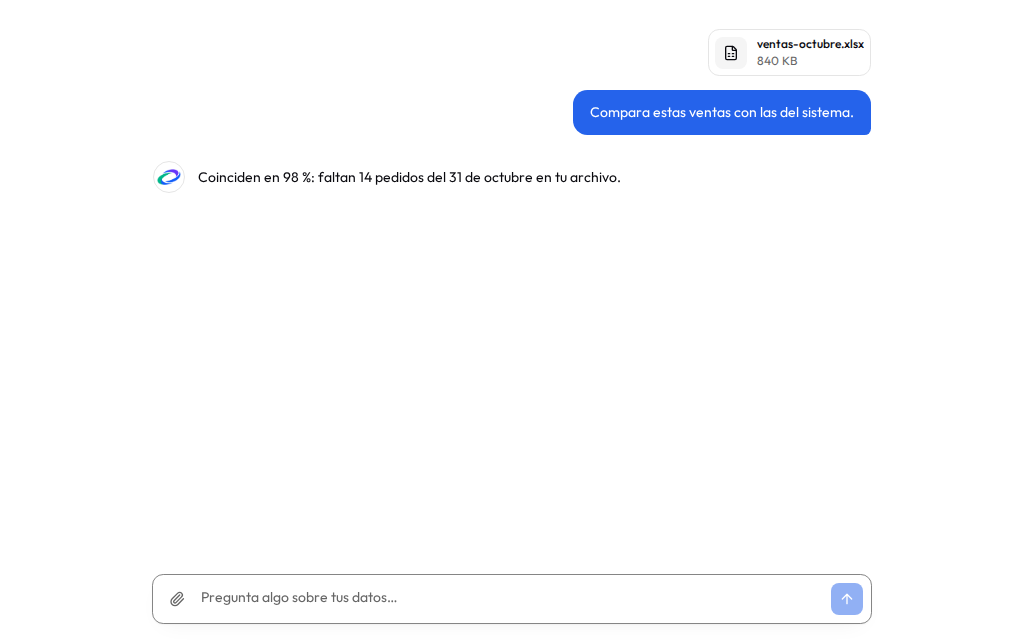 ventas-octubre.xlsx
840 KB
Compara estas ventas con las del sistema.
Coinciden en 98 %: faltan 14 pedidos del 31 de octubre en tu archivo.
Pregunta algo sobre tus datos...